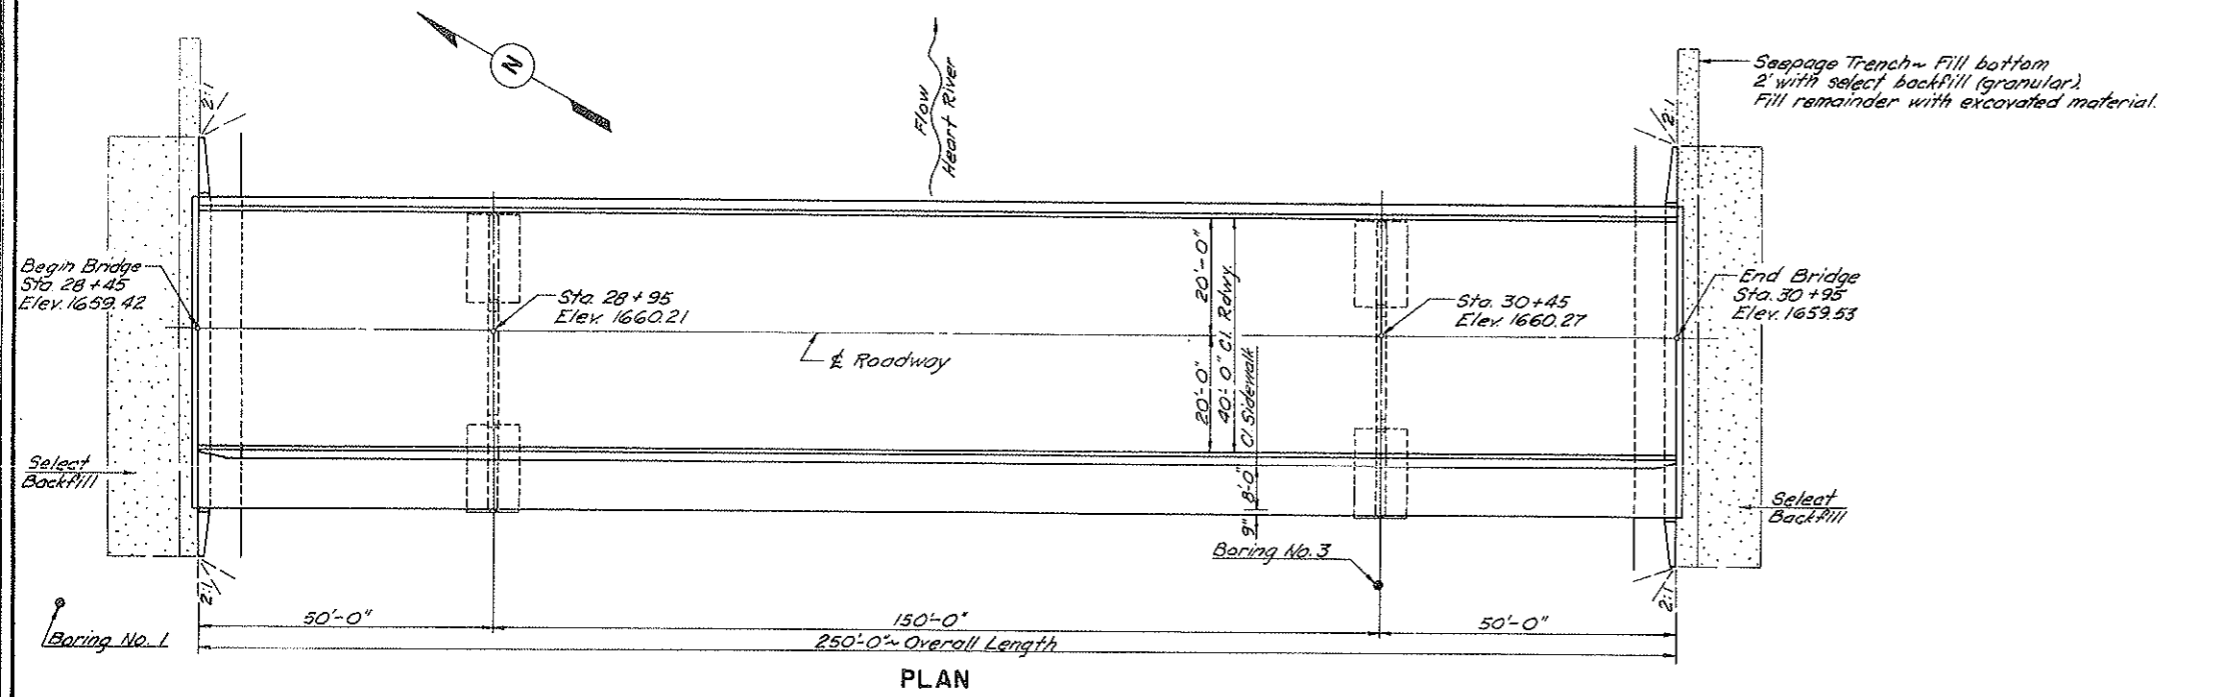 N
Flow
Heart River
Seepage Trench~ Fill bottom
2' with select backfill (granular).
Fill remainder with excavated material.
2:1
2:1
Begin Bridge
Sta. 28+45
Elev. 1659.42
Sta. 28+95
Elev. 1660.21
℄ Roadway
20'-0"
20'-0"
40'-0" Cl. Rdwy.
8'-0" Cl. Sidewalk
9"
Sta. 30+45
Elev. 1660.27
End Bridge
Sta. 30+95
Elev. 1659.53
Select
Backfill
Select
Backfill
Boring No. 3
2:1
2:1
Boring No. 1
50'-0"
150'-0"
50'-0"
250'-0"~ Overall Length
PLAN